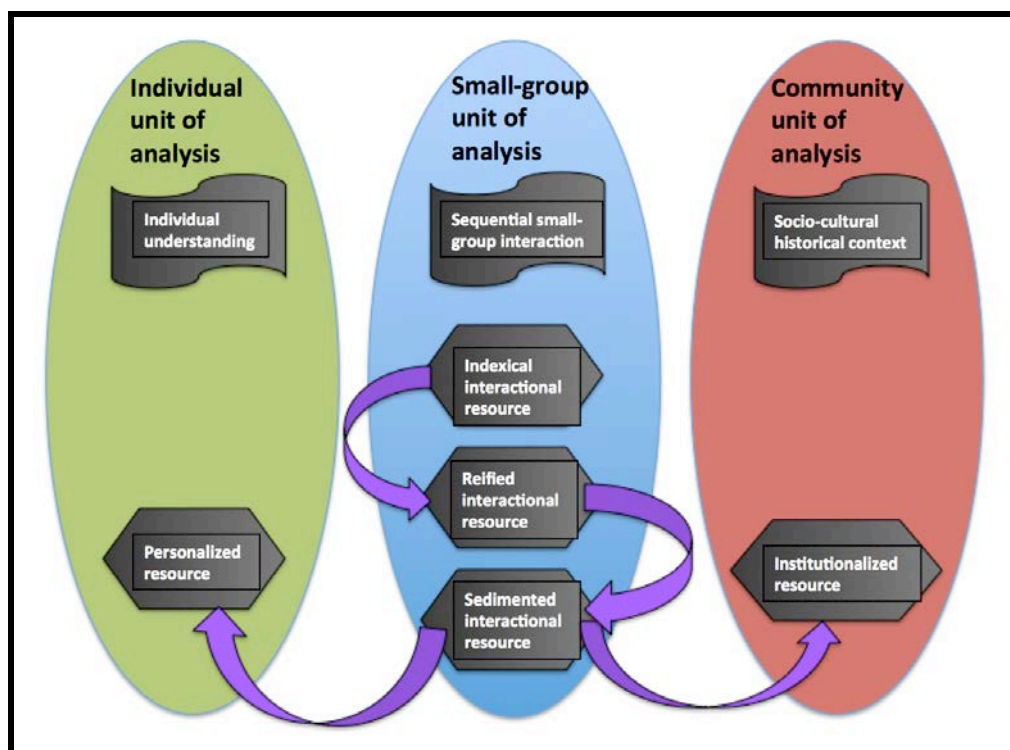 Individual
unit of
analysis
Individual
understanding
Personalized
resource
Small-group
unit of
analysis
Sequential small-
group interaction
Indexical
interactional
resource
Reified
interactional
resource
Sedimented
interactional
resource
Community
unit of
analysis
Socio-cultural
historical context
Institutionalized
resource